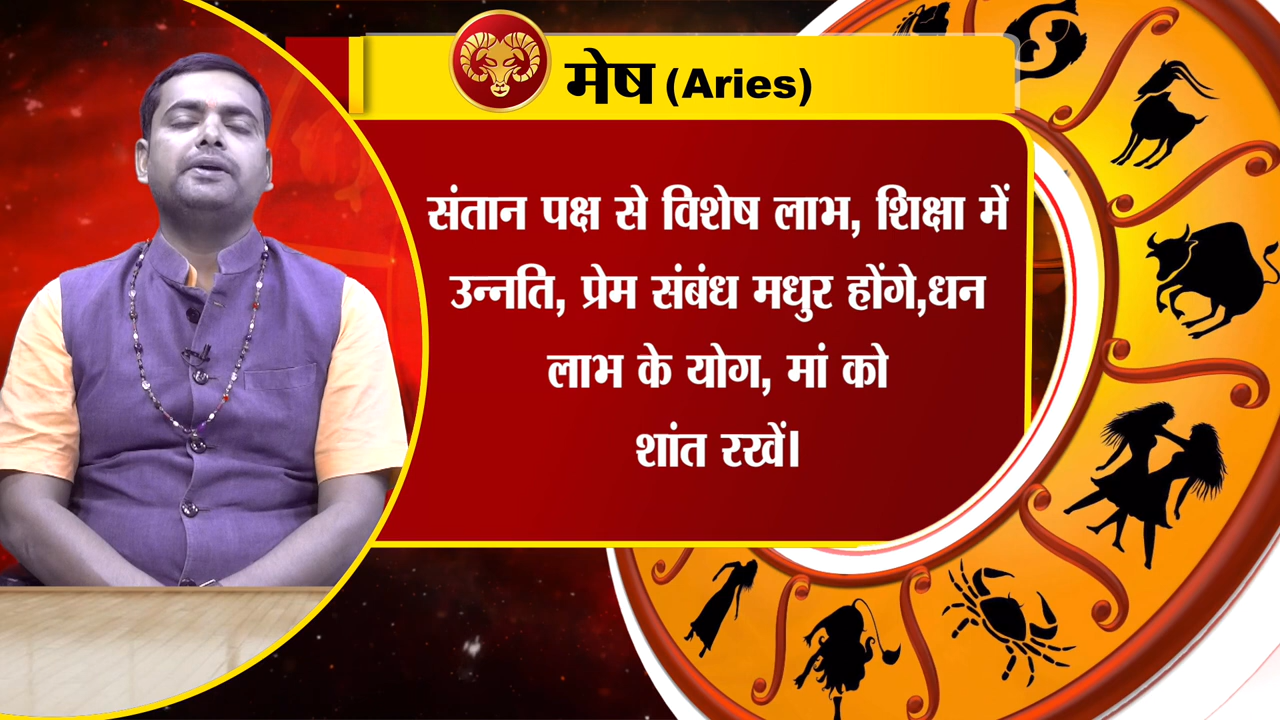 मेष (Aries)
संतान पक्ष से विशेष लाभ, शिक्षा में
उन्नति, प्रेम संबंध मधुर होंगे,धन
लाभ के योग, मां को
शांत रखें।